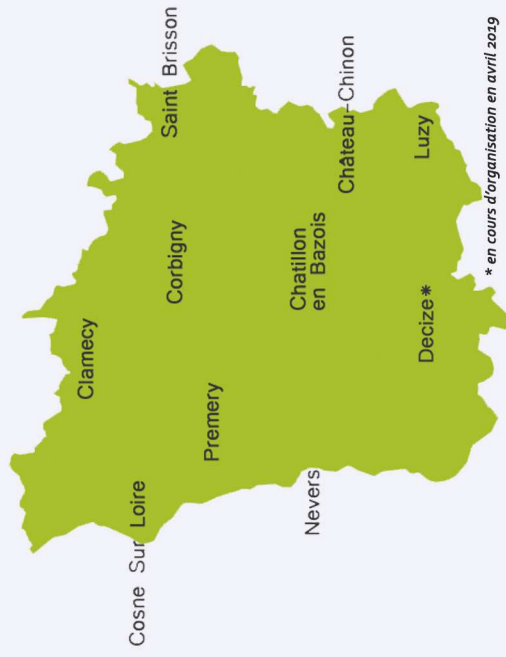 Clamecy
Cosne Sur Loire
Saint Brisson
Corbigny
Premery
Chatillon
en Bazois
Nevers
Château-Chinon
Decize*
Luzy
* en cours d'organisation en avril 2019